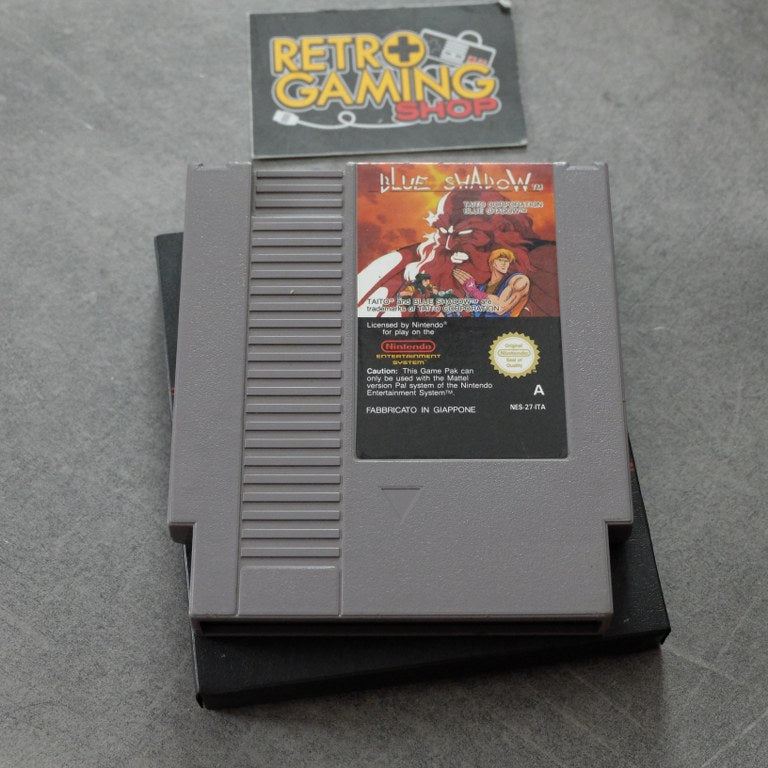 RETRO
GAMING
SHOP
BLUE SHADOW™
TAITO CORPORATION
BLUE SHADOW™
TAITO® and BLUE SHADOW™ are
trademarks of TAITO CORPORATION
Licensed by Nintendo®
for play on the
Nintendo
ENTERTAINMENT
SYSTEM™
Caution: This Game Pak can
only be used with the Mattel
version Pal system of the Nintendo
Entertainment System™.
FABBRICATO IN GIAPPONE
Original
Nintendo
Seal of
Quality
A
NES-27-ITA